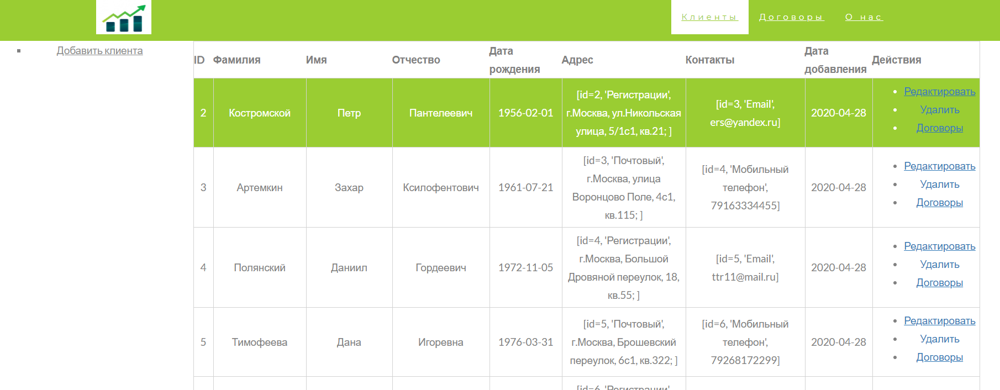 Клиенты Договоры О нас
Добавить клиента
ID Фамилия Имя Отчество Дата рождения Адрес Контакты Дата добавления Действия
2 Костромской Петр Пантелеевич 1956-02-01
[id=2, 'Регистрации',
г.Москва, ул.Никольская
улица, 5/1с1, кв.21; ]
[id=3, 'Email',
ers@yandex.ru]
2020-04-28
Редактировать
Удалить
Договоры
3 Артемкин Захар Ксилофентович 1961-07-21
[id=3, 'Почтовый',
г.Москва, улица
Воронцово Поле, 4с1,
кв.115; ]
[id=4, 'Мобильный
телефон',
79163334455]
2020-04-28
Редактировать
Удалить
Договоры
4 Полянский Даниил Гордеевич 1972-11-05
[id=4, 'Регистрации',
г.Москва, Большой
Дровяной переулок, 18,
кв.55; ]
[id=5, 'Email',
ttr11@mail.ru]
2020-04-28
Редактировать
Удалить
Договоры
5 Тимофеева Дана Игоревна 1976-03-31
[id=5, 'Почтовый',
г.Москва, Брошевский
переулок, 6с1, кв.322; ]
[id=6, 'Мобильный
телефон',
79268172299]
2020-04-28
Редактировать
Удалить
Договоры
[id=6, 'Регистрации',